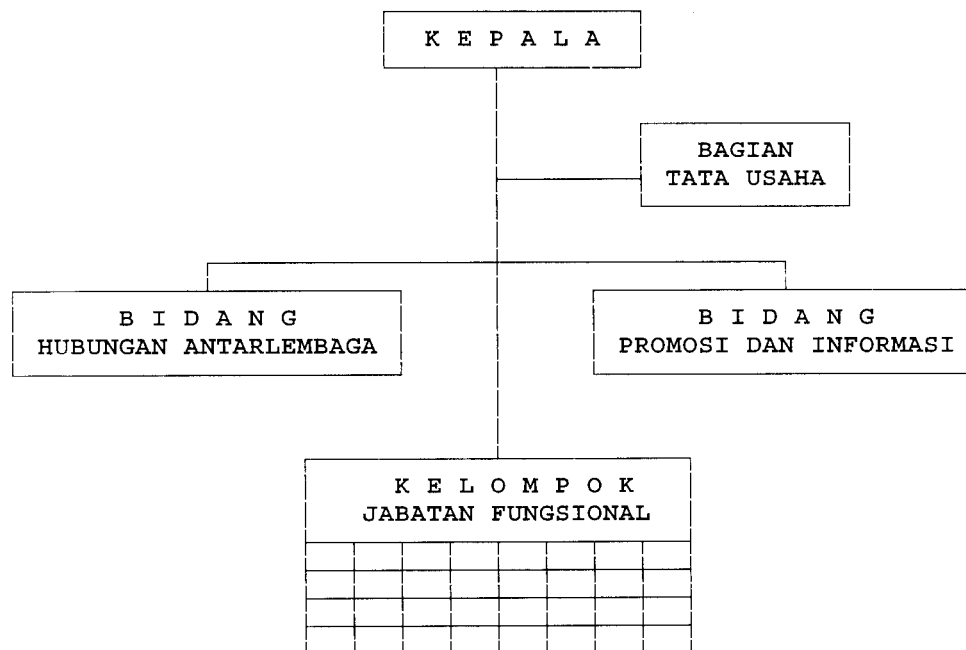 K E P A L A
BAGIAN
TATA USAHA
B I D A N G
HUBUNGAN ANTARLEMBAGA
B I D A N G
PROMOSI DAN INFORMASI
K E L O M P O K
JABATAN FUNGSIONAL